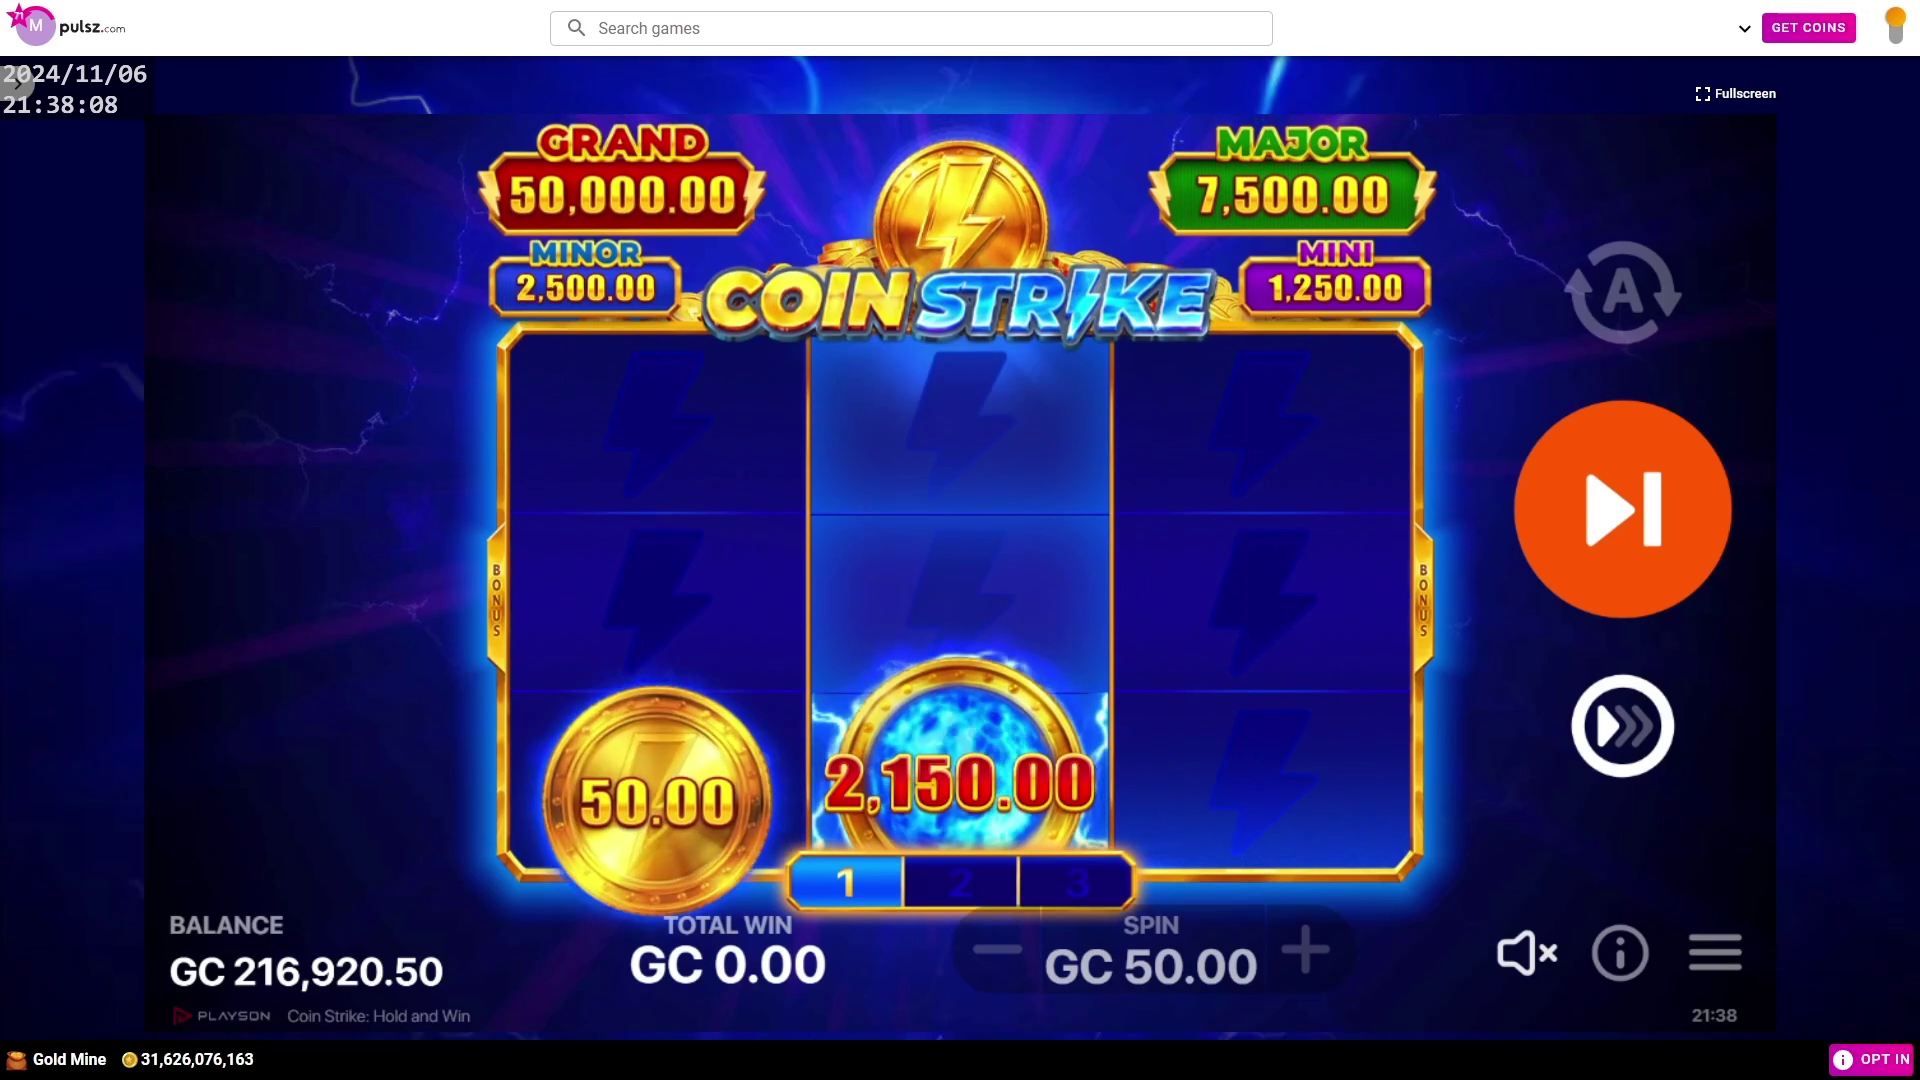 71
M
pulsz.com
Search games
GET COINS
2024/11/06
21:38:08
Fullscreen
GRAND
50,000.00
MAJOR
7,500.00
MINOR
2,500.00
COIN STRIKE
MINI
1,250.00
BONUS
BONUS
A
50.00
2,150.00
1 2 3
BALANCE
GC 216,920.50
TOTAL WIN
GC 0.00
SPIN
GC 50.00
PLAYSON Coin Strike: Hold and Win
21:38
Gold Mine 31,626,076,163
OPT IN